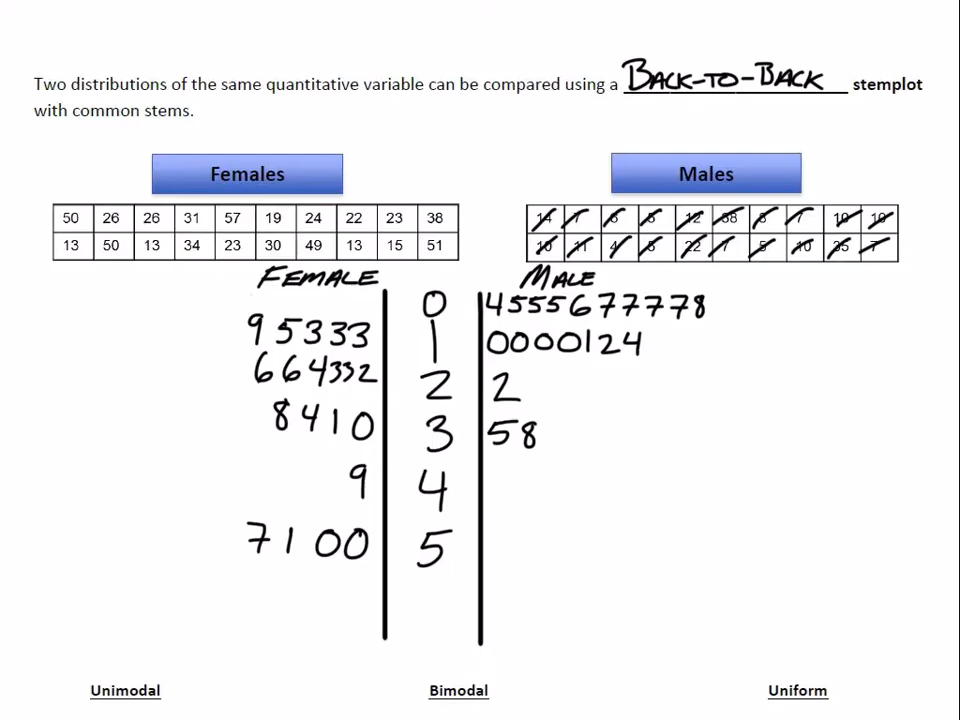 Two distributions of the same quantitative variable can be compared using a BACK-TO-BACK stemplot
with common stems.
Females
50 26 26 31 57 19 24 22 23 38
13 50 13 34 23 30 49 13 15 51
Males
14 7 6 5 12 38 8 7 10 10
10 11 4 5 22 7 5 10 35 7
FEMALE MALE
0 4555677778
95333 1 0000124
664332 2 2
8410 3 58
9 4
7100 5
Unimodal Bimodal Uniform